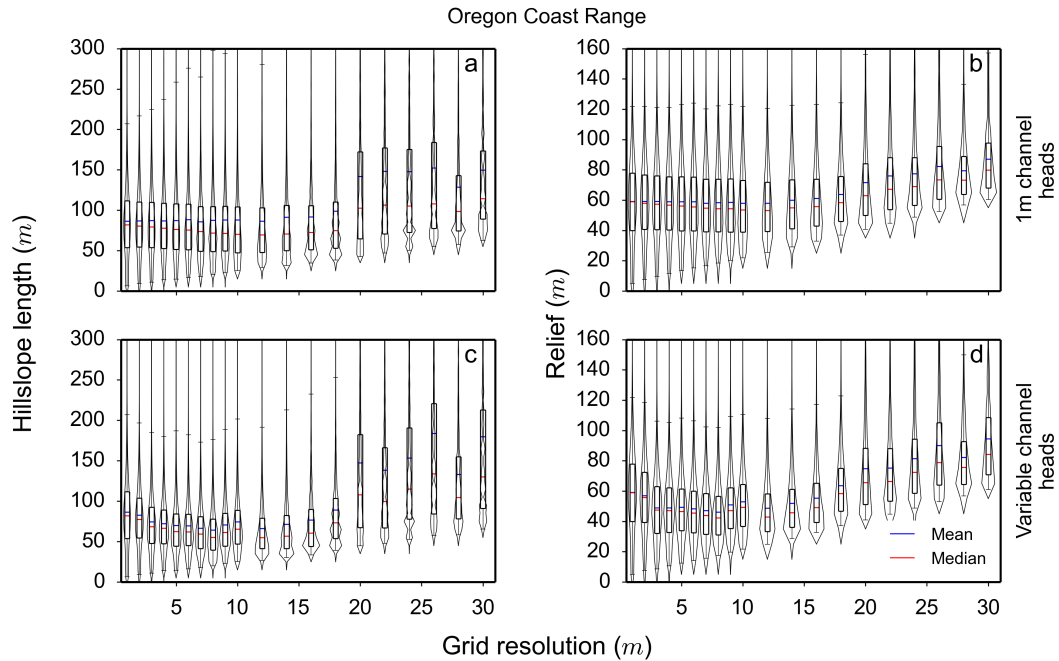 Oregon Coast Range
300
250
200
150
100
50
0
a
160
140
120
100
80
60
40
20
0
b
1m channel
heads
Hillslope length (m)
Relief (m)
300
250
200
150
100
50
0
c
160
140
120
100
80
60
40
20
0
d
Mean
Median
Variable channel
heads
5 10 15 20 25 30
5 10 15 20 25 30
Grid resolution (m)